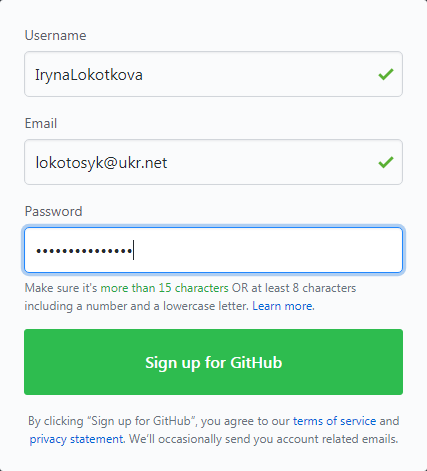 Username
IrynaLokotkova
Email
lokotosyk@ukr.net
Password
•••••••••••••••
Make sure it's more than 15 characters OR at least 8 characters
including a number and a lowercase letter. Learn more.
Sign up for GitHub
By clicking “Sign up for GitHub”, you agree to our terms of service and
privacy statement. We’ll occasionally send you account related emails.